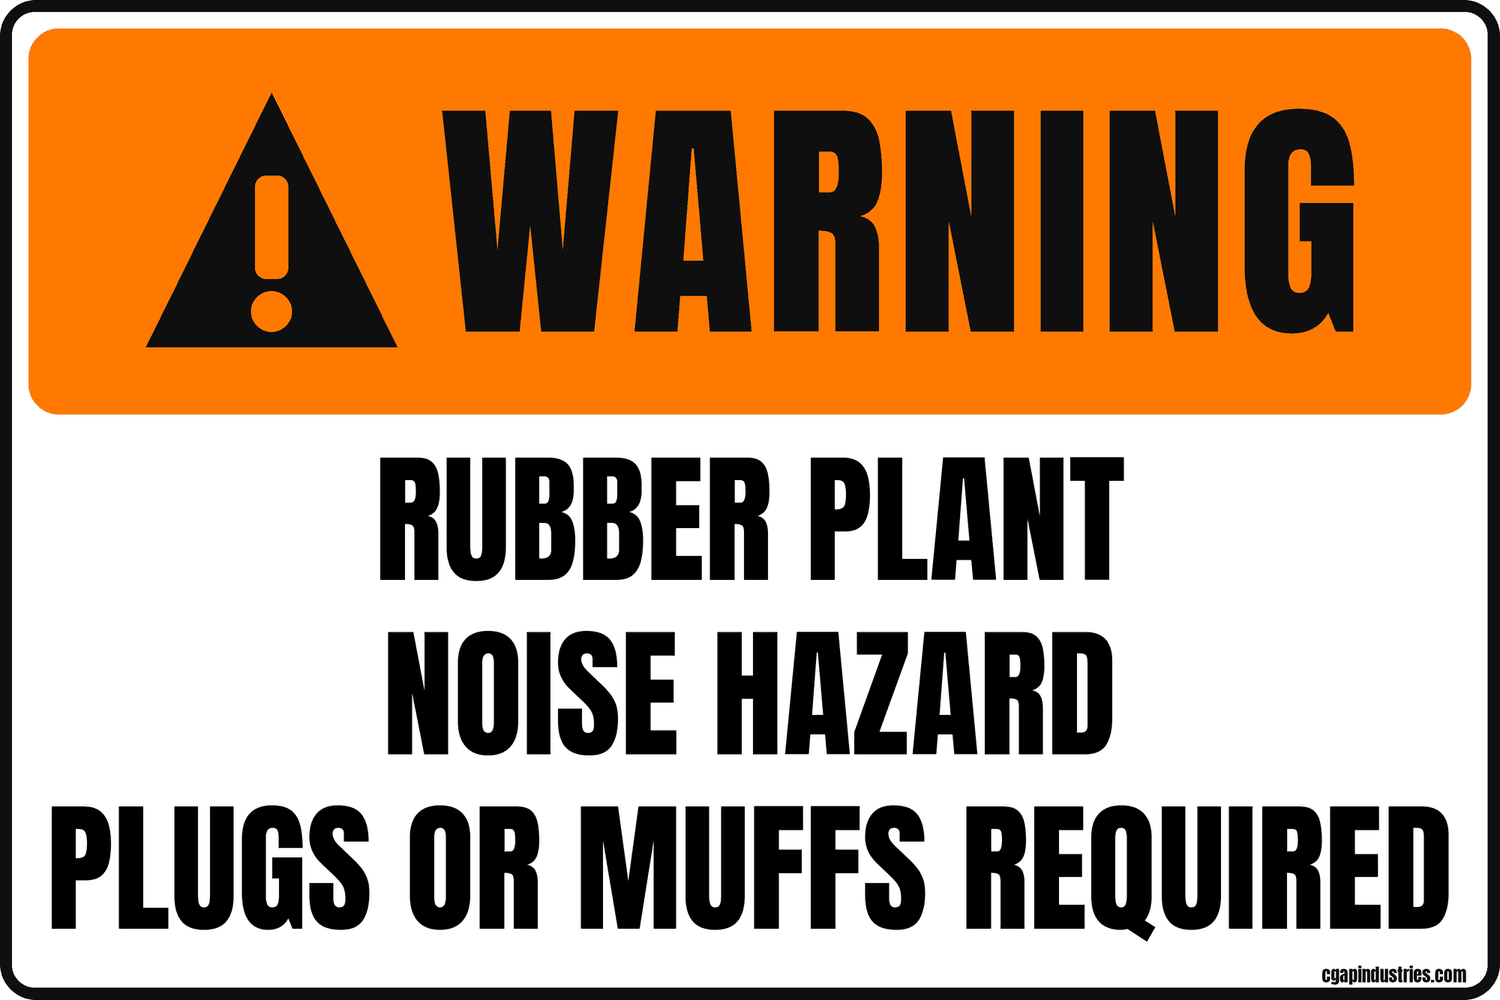 WARNING
RUBBER PLANT
NOISE HAZARD
PLUGS OR MUFFS REQUIRED
cgapindustries.com